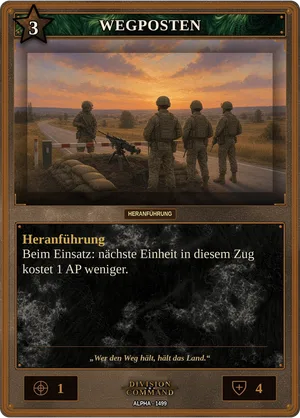 3
WEGPOSTEN
HERANFÜHRUNG
Heranführung
Beim Einsatz: nächste Einheit in diesem Zug
kostet 1 AP weniger.
„Wer den Weg hält, hält das Land.“
1
DIVISION
COMMAND
ALPHA - 1499
4